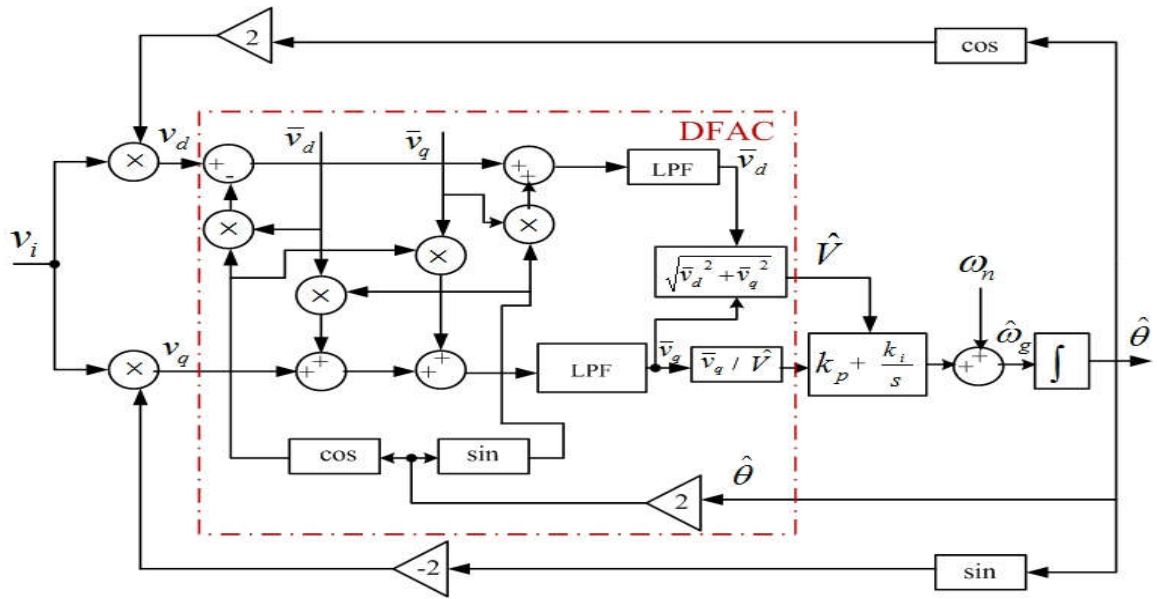 2
cos
DFAC
v_d
v̄_d
v̄_q
×
+
-
+
+
LPF
v̄_d
×
×
v_i
×
√(v̄_d² + v̄_q²)
V̂
ω_n
×
v_q
×
+
+
+
+
LPF
v̄_q
v̄_q / V̂
k_p + k_i/s
+
+
ω̂_g
∫
θ̂
cos
sin
θ̂
2
-2
sin